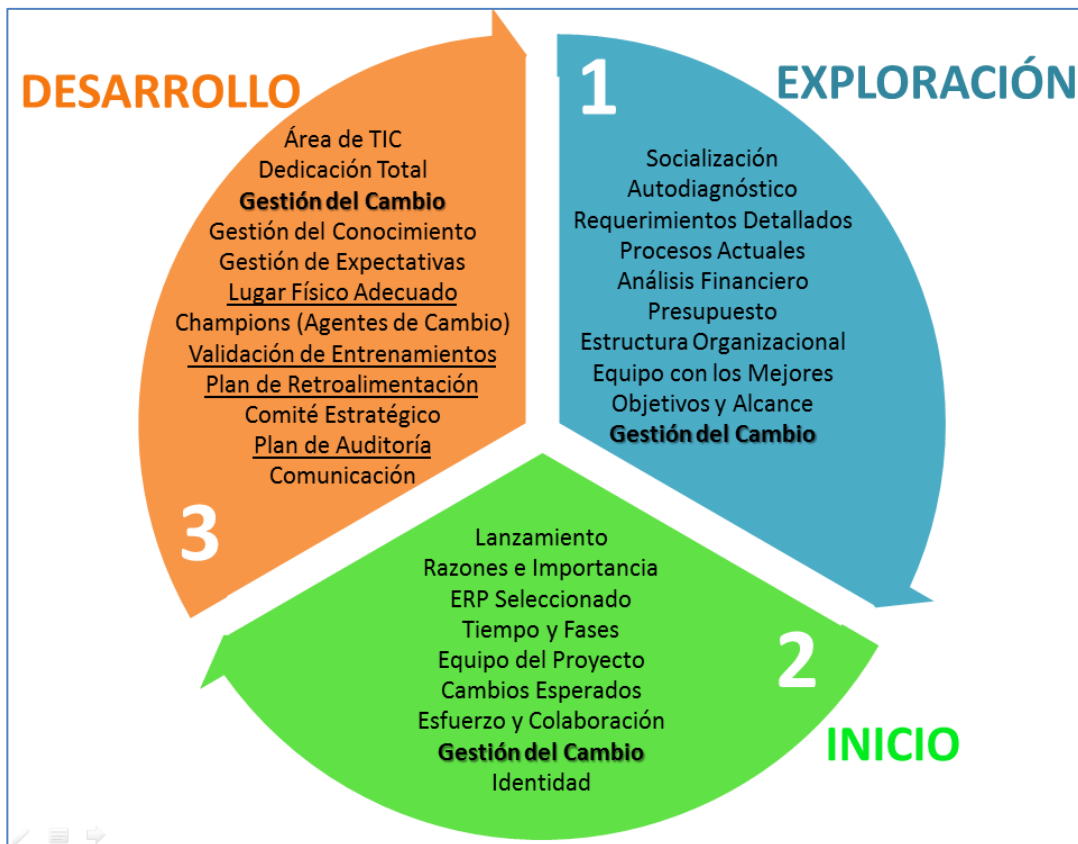 1
EXPLORACIÓN
Socialización
Autodiagnóstico
Requerimientos Detallados
Procesos Actuales
Análisis Financiero
Presupuesto
Estructura Organizacional
Equipo con los Mejores
Objetivos y Alcance
Gestión del Cambio
2
INICIO
Lanzamiento
Razones e Importancia
ERP Seleccionado
Tiempo y Fases
Equipo del Proyecto
Cambios Esperados
Esfuerzo y Colaboración
Gestión del Cambio
Identidad
3
DESARROLLO
Área de TIC
Dedicación Total
Gestión del Cambio
Gestión del Conocimiento
Gestión de Expectativas
Lugar Físico Adecuado
Champions (Agentes de Cambio)
Validación de Entrenamientos
Plan de Retroalimentación
Comité Estratégico
Plan de Auditoría
Comunicación